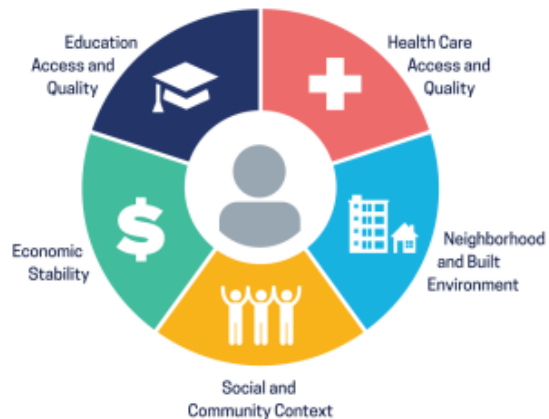 Education
Access and
Quality
Health Care
Access and
Quality
Economic
Stability
Neighborhood
and Built
Environment
Social and
Community Context